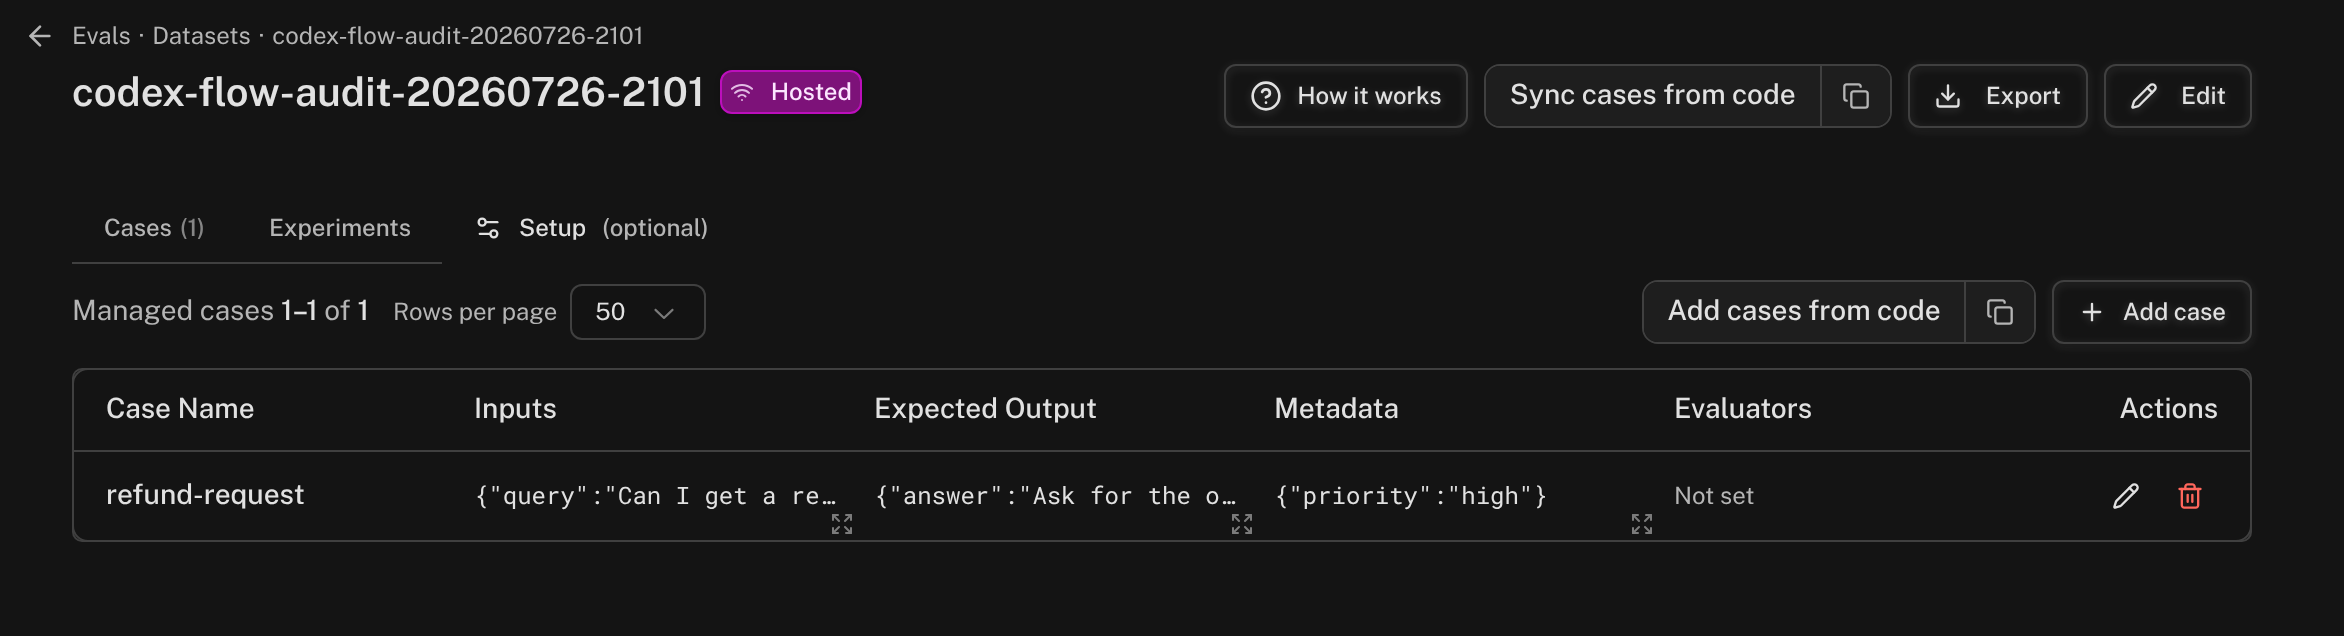 Evals · Datasets · codex-flow-audit-20260726-2101
codex-flow-audit-20260726-2101 Hosted
How it works Sync cases from code Export Edit
Cases (1) Experiments Setup (optional)
Managed cases 1–1 of 1 Rows per page 50 Add cases from code Add case
Case Name Inputs Expected Output Metadata Evaluators Actions
refund-request {"query":"Can I get a re… {"answer":"Ask for the o… {"priority":"high"} Not set